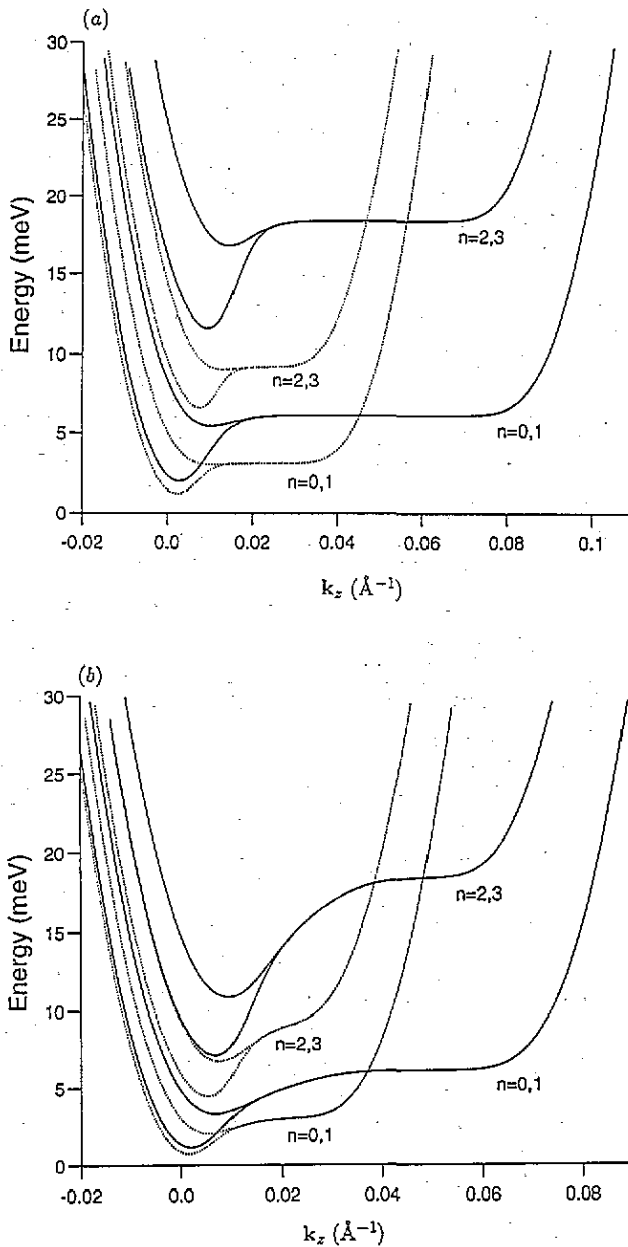 (a)
30
25
20
15
10
5
0
Energy (meV)
n=2,3
n=2,3
n=0,1
n=0,1
-0.02
0.0
0.02
0.04
0.06
0.08
0.1
k_z (Å⁻¹)
(b)
30
25
20
15
10
5
0
Energy (meV)
n=2,3
n=2,3
n=0,1
n=0,1
-0.02
0.0
0.02
0.04
0.06
0.08
k_z (Å⁻¹)